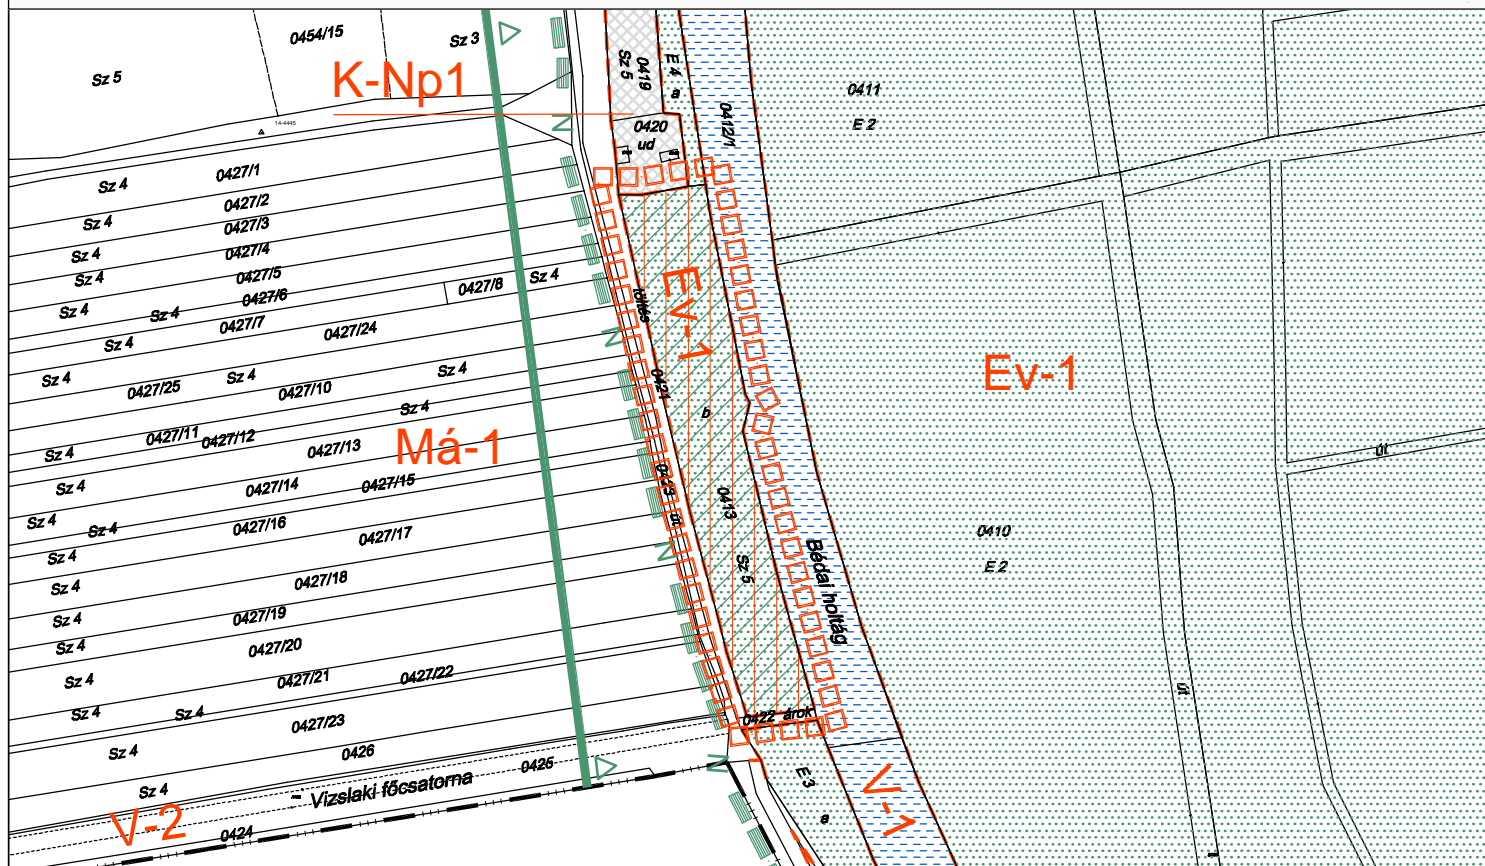 0454/15
Sz 3
Sz 5
K-Np1
14-4445
0419
Sz 5
E 4
a
0412/1
0411
E 2
0420
ud
0427/1
Sz 4
0427/2
Sz 4
0427/3
0427/4
Sz 4
0427/5
Sz 4
0427/6
0427/8
Sz 4
Sz 4
Sz 4
0427/7
0427/24
Sz 4
töltés
Ev-1
Sz 4
0427/25
Sz 4
0427/10
Sz 4
0421
Ev-1
Sz 4
b
0427/11
0427/12
0427/13
Má-1
Sz 4
út
0427/14
0427/15
Sz 4
0423 út
0413
Sz 5
0427/16
Sz 4
Sz 4
0427/17
0410
E 2
Sz 4
Bédai holtág
0427/18
Sz 4
0427/19
Sz 4
0427/20
Sz 4
0427/21
0427/22
Sz 4
út
Sz 4
Sz 4
0427/23
0422 árok
Sz 4
0426
0425
E 3
a
Sz 4
Vizslaki főcsatorna
V-1
V-2
0424
N
N
N
N